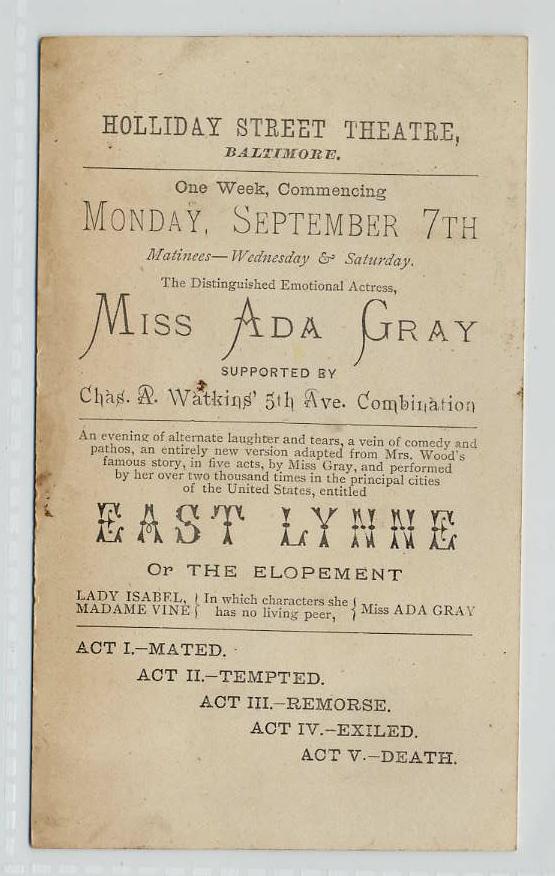 HOLLIDAY STREET THEATRE,
BALTIMORE.
One Week, Commencing
MONDAY, SEPTEMBER 7TH
Matinees—Wednesday & Saturday.
The Distinguished Emotional Actress,
MISS ADA GRAY
SUPPORTED BY
Chas. A. Watkins' 5th Ave. Combination
An evening of alternate laughter and tears, a vein of comedy and
pathos, an entirely new version adapted from Mrs. Wood's
famous story, in five acts, by Miss Gray, and performed
by her over two thousand times in the principal cities
of the United States, entitled
EAST LYNNE
Or THE ELOPEMENT
LADY ISABEL, { In which characters she } Miss ADA GRAY
MADAME VINE { has no living peer, {
ACT I.—MATED.
ACT II.—TEMPTED.
ACT III.—REMORSE.
ACT IV.—EXILED.
ACT V.—DEATH.